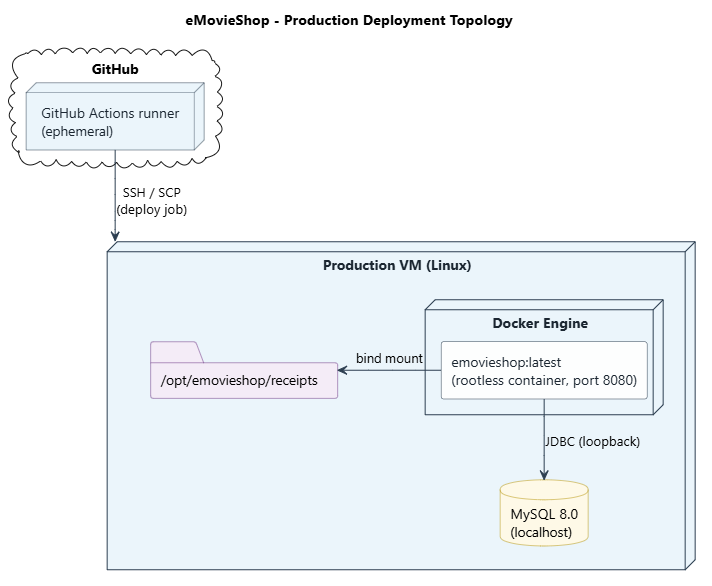 eMovieShop - Production Deployment Topology
GitHub
GitHub Actions runner
(ephemeral)
SSH / SCP
(deploy job)
Production VM (Linux)
Docker Engine
emovieshop:latest
(rootless container, port 8080)
bind mount
/opt/emovieshop/receipts
JDBC (loopback)
MySQL 8.0
(localhost)